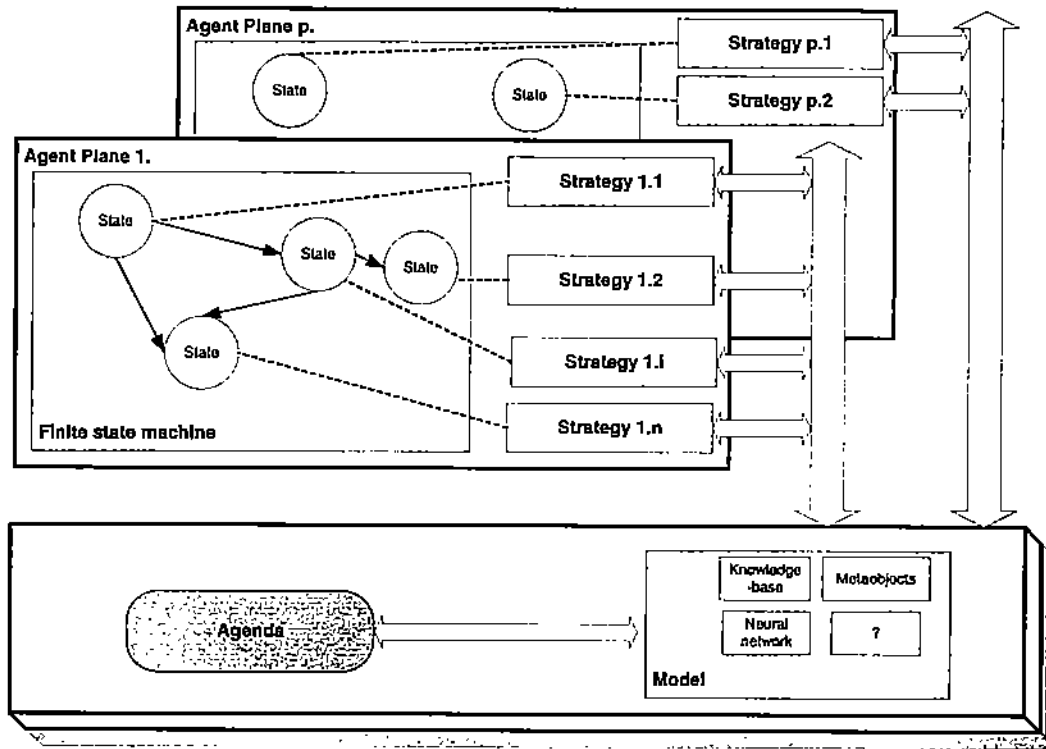 Agent Plane p.
Strategy p.1
State
State
Strategy p.2
Agent Plane 1.
Strategy 1.1
State
State
State
Strategy 1.2
State
Strategy 1.i
Strategy 1.n
Finite state machine
Knowledge
-base
Metaobjects
Agenda
Neural
network
?
Model